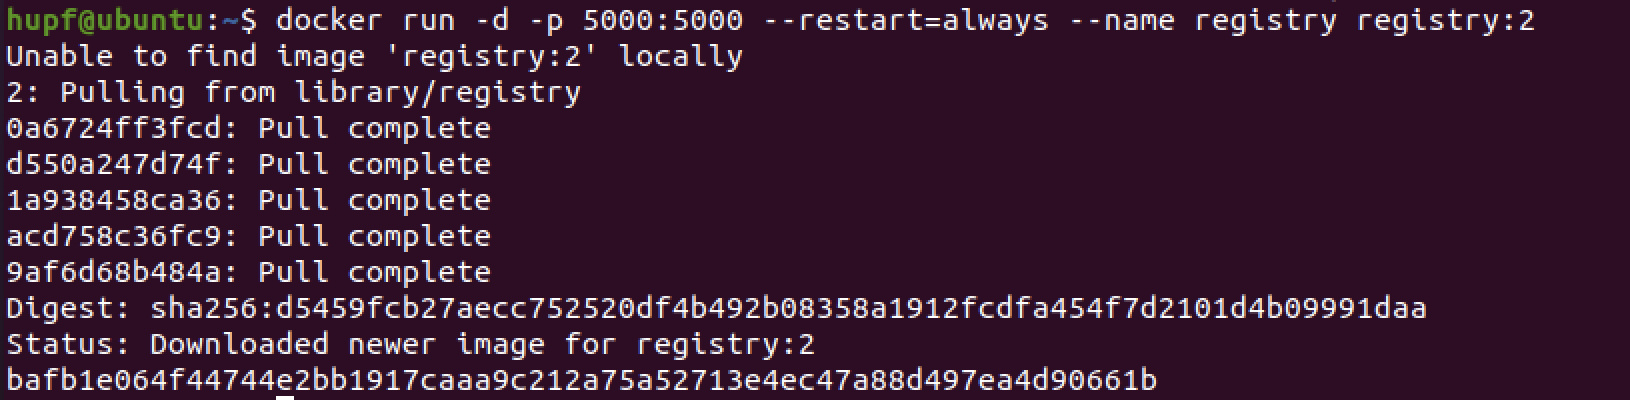 hupf@ubuntu:~$ docker run -d -p 5000:5000 --restart=always --name registry registry:2
Unable to find image 'registry:2' locally
2: Pulling from library/registry
0a6724ff3fcd: Pull complete
d550a247d74f: Pull complete
1a938458ca36: Pull complete
acd758c36fc9: Pull complete
9af6d68b484a: Pull complete
Digest: sha256:d5459fcb27aecc752520df4b492b08358a1912fcdfa454f7d2101d4b09991daa
Status: Downloaded newer image for registry:2
bafb1e064f44744e2bb1917caaa9c212a75a52713e4ec47a88d497ea4d90661b